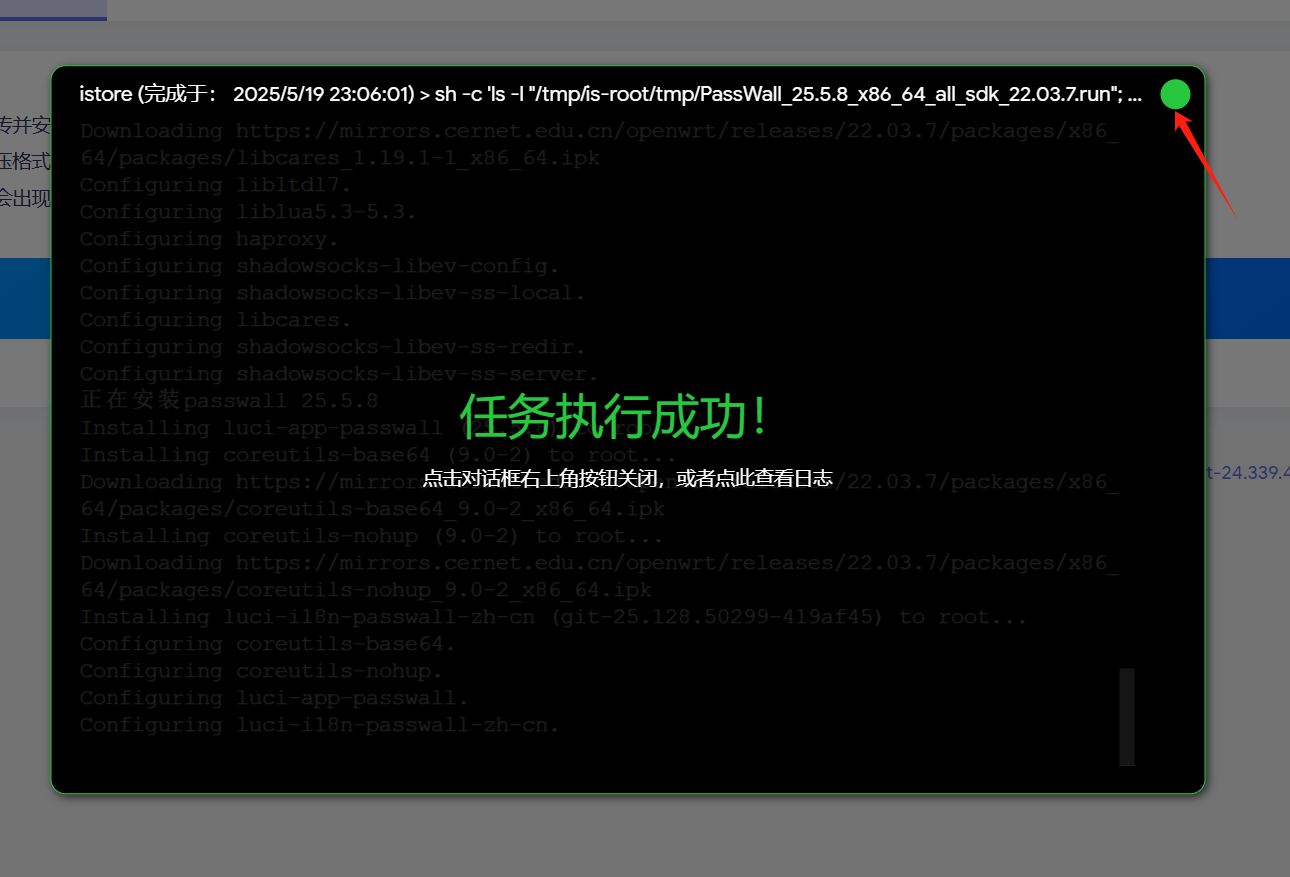 istore (完成于： 2025/5/19 23:06:01) > sh -c 'ls -l "/tmp/is-root/tmp/PassWall_25.5.8_x86_64_all_sdk_22.03.7.run"; ...
Downloading https://mirrors.cernet.edu.cn/openwrt/releases/22.03.7/packages/x86_
64/packages/libcares_1.19.1-1_x86_64.ipk
传并安
压格式
Configuring libltdl7.
会出现
Configuring liblua5.3-5.3.
Configuring haproxy.
Configuring shadowsocks-libev-config.
Configuring shadowsocks-libev-ss-local.
Configuring libcares.
Configuring shadowsocks-libev-ss-redir.
Configuring shadowsocks-libev-ss-server.
正在安装passwall 25.5.8
任务执行成功！
Installing luci-app-passwall
Installing coreutils-base64 (9.0-2) to root...
点击对话框右上角按钮关闭，或者点此查看日志
t-24.339.4
Downloading https://mirror /22.03.7/packages/x86_
64/packages/coreutils-base64_9.0-2_x86_64.ipk
Installing coreutils-nohup (9.0-2) to root...
Downloading https://mirrors.cernet.edu.cn/openwrt/releases/22.03.7/packages/x86_
64/packages/coreutils-nohup_9.0-2_x86_64.ipk
Installing luci-i18n-passwall-zh-cn (git-25.128.50299-419af45) to root...
Configuring coreutils-base64.
Configuring coreutils-nohup.
Configuring luci-app-passwall.
Configuring luci-i18n-passwall-zh-cn.